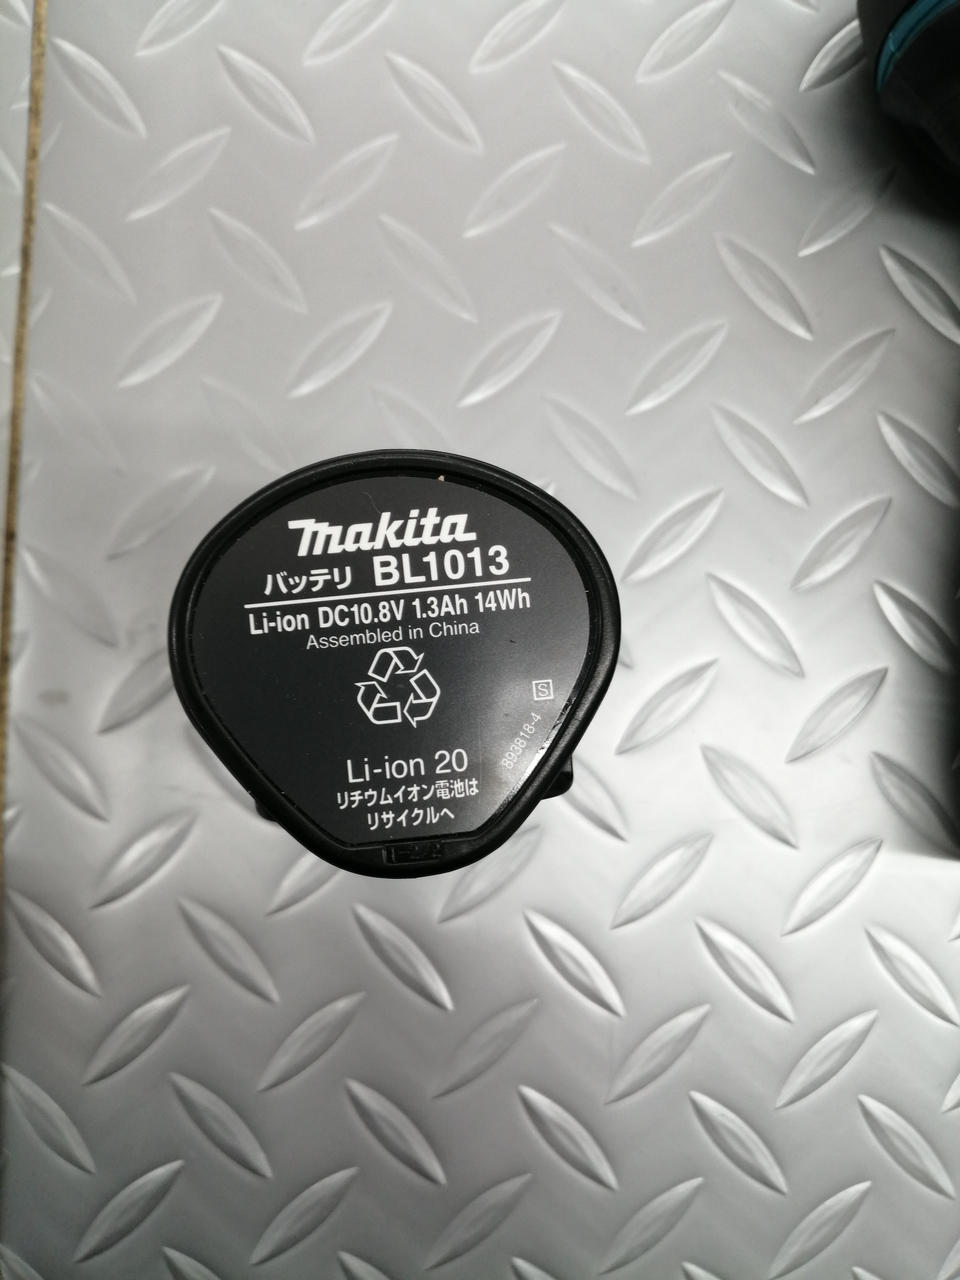 makita
バッテリ BL1013
Li-ion DC10.8V 1.3Ah 14Wh
Assembled in China
S
893818-4
Li-ion 20
リチウムイオン電池は
リサイクルへ